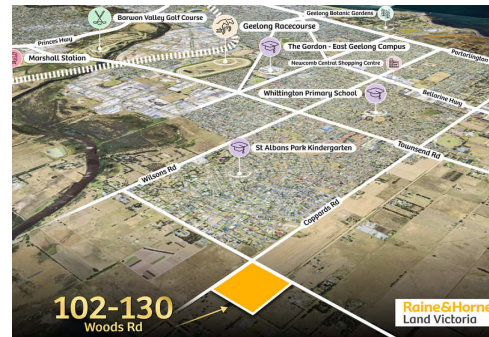 Geelong Botanic Gardens
Barwon Valley Golf Course
Geelong Racecourse
Princes Hwy
The Gordon - East Geelong Campus
Portarlington
Marshall Station
Newcomb Central Shopping Centre
Whittington Primary School
Bellarine Hwy
St Albans Park Kindergarten
Townsend Rd
Wilsons Rd
Coppards Rd
102-130
Woods Rd
Raine&Horne
Land Victoria